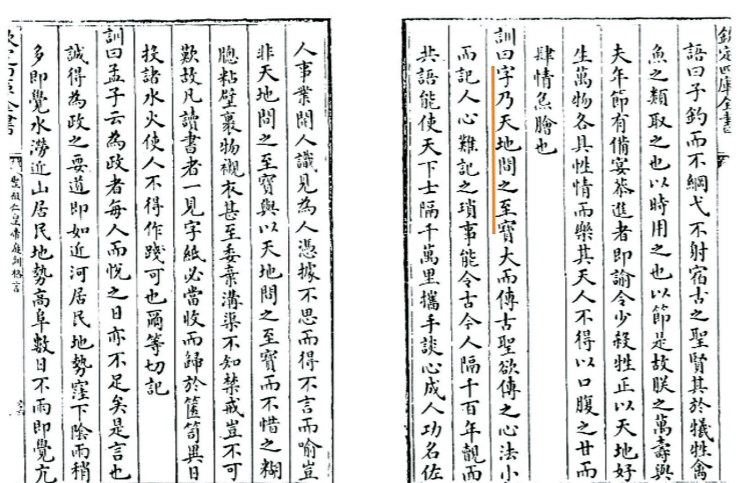 欽定四庫全書
語曰子釣而不綱弋不射宿古之聖賢其於犧牲禽
魚之類取之也以時用之也以節是故朕之萬壽與
夫年節有備宴恭進者即諭令少殺牲正以天地好
生萬物各具性情而樂其天人不得以口腹之甘而
肆情烹膾也
訓曰字乃天地間之至寶大而傳古聖欲傳之心法小
而記人心難記之瑣事能令古今人隔千百年覿而
共語能使天下士隔千萬里攜手談心成人功名佐
人事業開人識見為人憑據不思而得不言而喻豈
非天地間之至寶與以天地間之至寶而不惜之糊
牕粘壁裹物襯衣甚至委棄溝渠不知禁戒豈不可
歎故凡讀書者一見字紙必當收而歸於篋笥異日
投諸水火使人不得作踐可也爾等切記
訓曰孟子云為政者每人而悅之日亦不足矣是言也
誠得為政之要道即如近河居民地勢窪下陰雨稍
多即覺水潦近山居民地勢高阜數日不雨即覺亢
聖祖仁皇帝庭訓格言